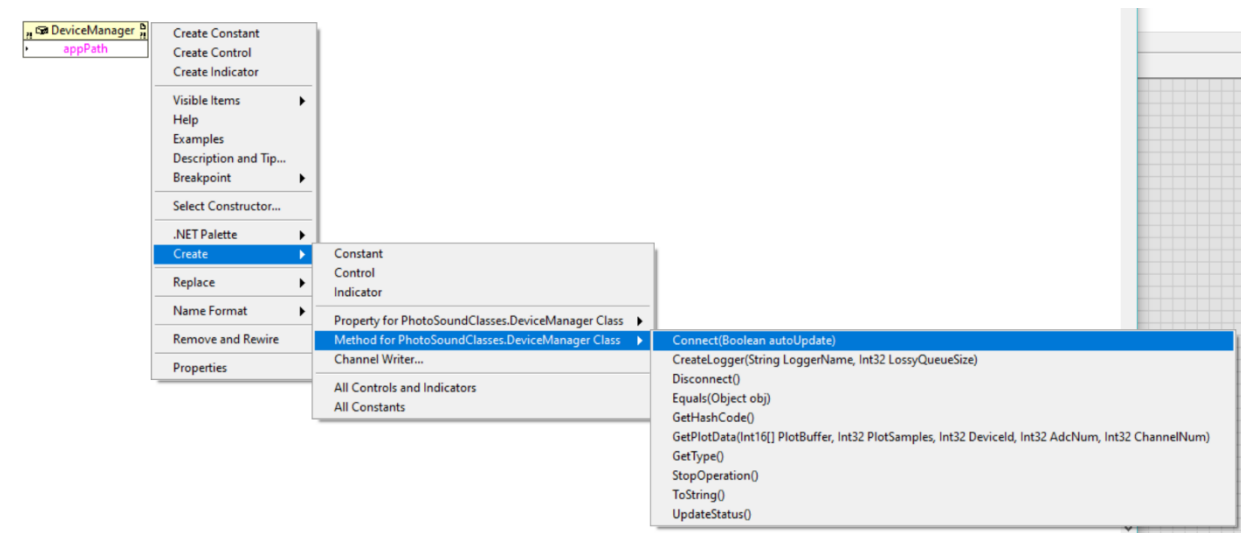 DeviceManager
appPath
Create Constant
Create Control
Create Indicator
Visible Items
Help
Examples
Description and Tip...
Breakpoint
Select Constructor...
.NET Palette
Create
Replace
Name Format
Remove and Rewire
Properties
Constant
Control
Indicator
Property for PhotoSoundClasses.DeviceManager Class
Method for PhotoSoundClasses.DeviceManager Class
Channel Writer...
All Controls and Indicators
All Constants
Connect(Boolean autoUpdate)
CreateLogger(String LoggerName, Int32 LossyQueueSize)
Disconnect()
Equals(Object obj)
GetHashCode()
GetPlotData(Int16[] PlotBuffer, Int32 PlotSamples, Int32 DeviceId, Int32 AdcNum, Int32 ChannelNum)
GetType()
StopOperation()
ToString()
UpdateStatus()